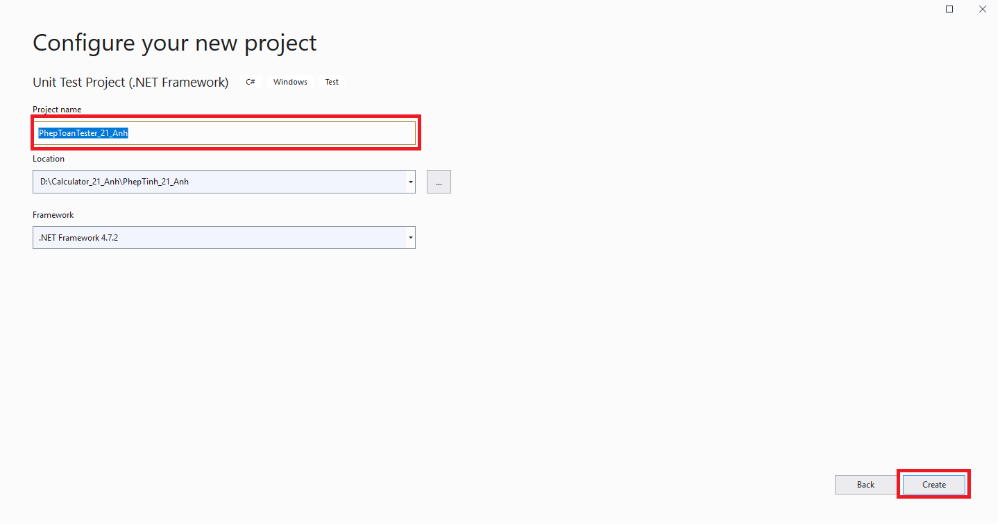 Configure your new project
Unit Test Project (.NET Framework) C# Windows Test
Project name
PhepToanTester_21_Anh
Location
D:\Calculator_21_Anh\PhepTinh_21_Anh
...
Framework
.NET Framework 4.7.2
Back Create